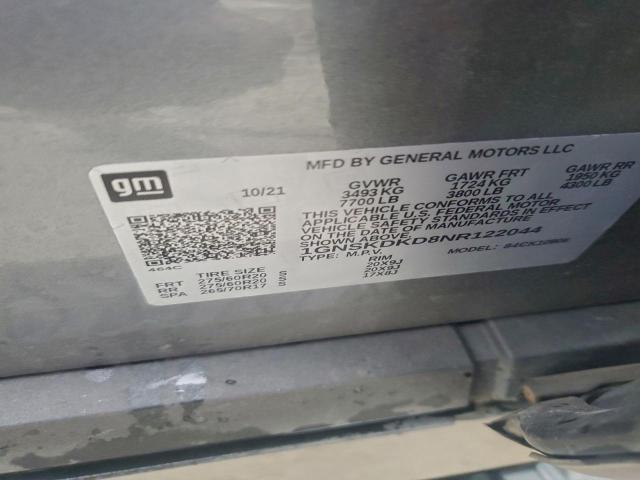 MFD BY GENERAL MOTORS LLC
gm
10/21
GVWR GAWR FRT GAWR RR
3493 KG 1724 KG 1950 KG
7700 LB 3800 LB 4300 LB
THIS VEHICLE CONFORMS TO ALL
APPLICABLE U.S. FEDERAL MOTOR
VEHICLE SAFETY STANDARDS IN EFFECT
ON THE DATE OF MANUFACTURE
SHOWN ABOVE.
1GNSKDKD8NR122044
464C
TYPE: M.P.V. MODEL:
TIRE SIZE RIM
FRT 275/60R20 S 20X9J
RR 275/60R20 S 20X9J
SPA 265/70R17 S 17X8J